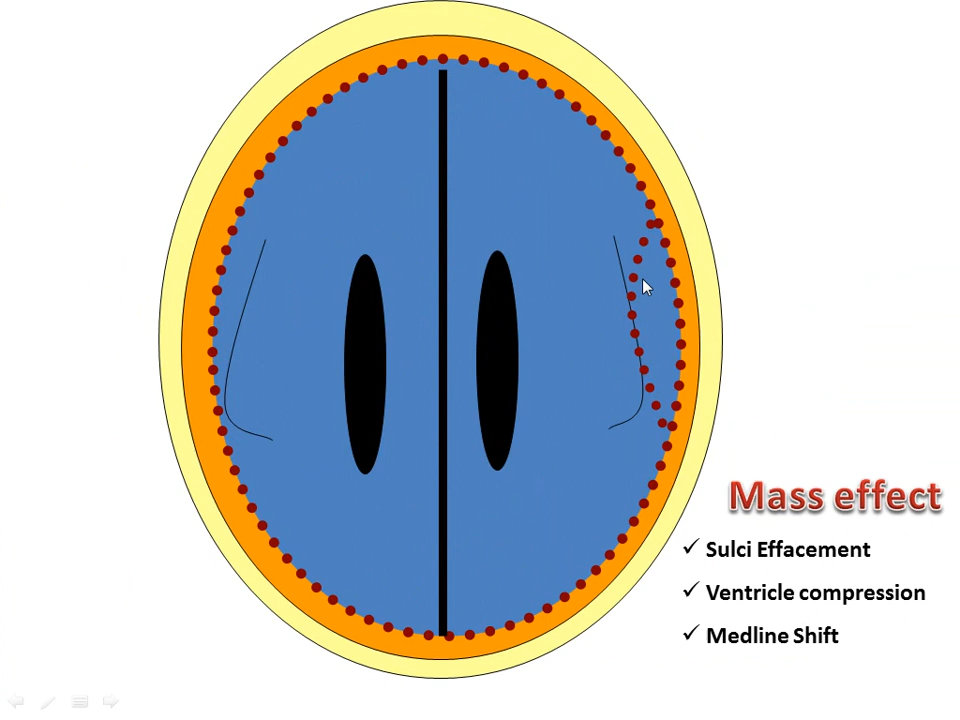 Mass effect
✓ Sulci Effacement
✓ Ventricle compression
✓ Medline Shift